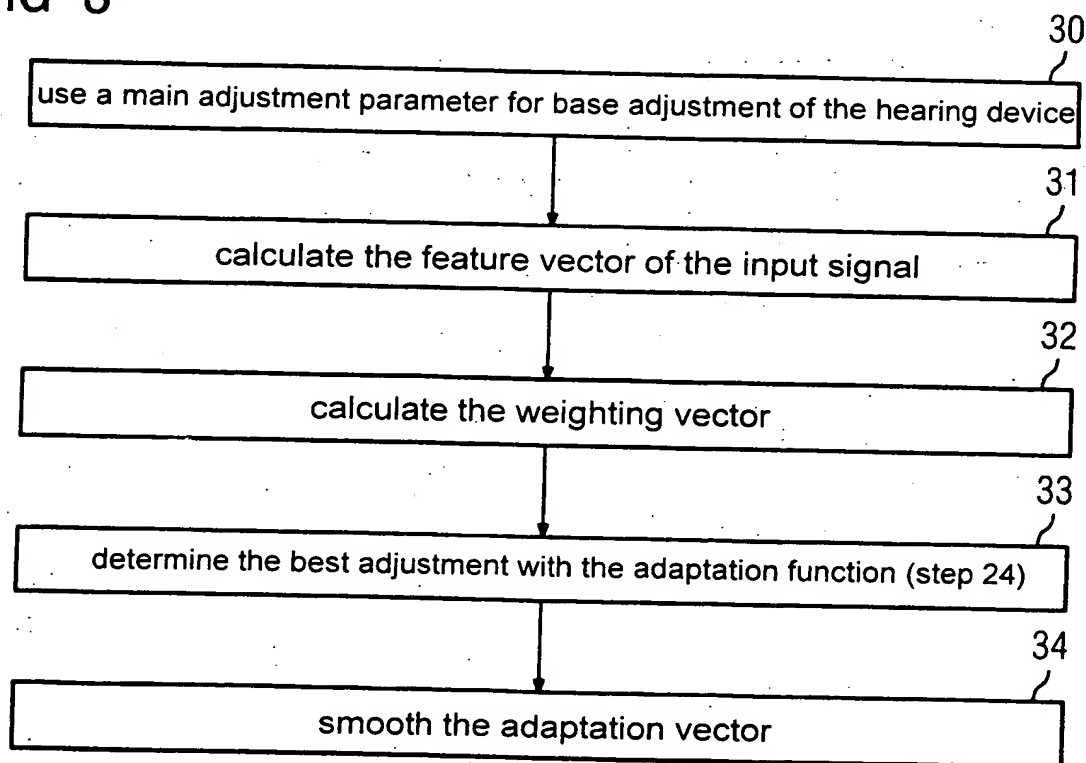 30
use a main adjustment parameter for base adjustment of the hearing device
31
calculate the feature vector of the input signal
32
calculate the weighting vector
33
determine the best adjustment with the adaptation function (step 24)
34
smooth the adaptation vector